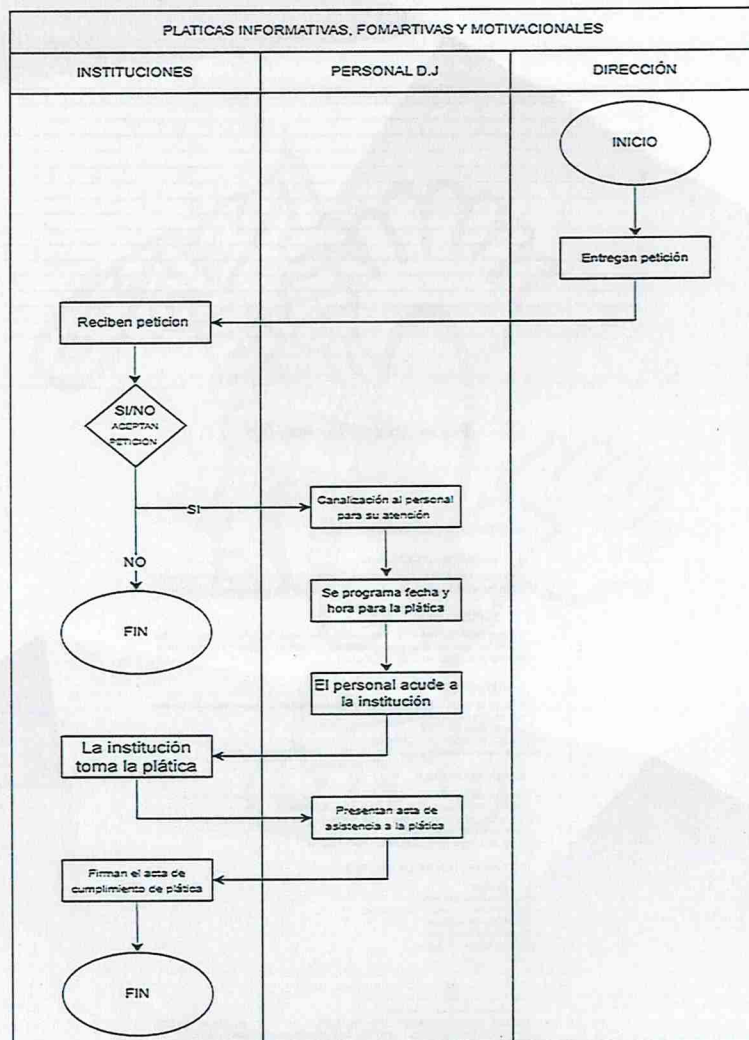 PLATICAS INFORMATIVAS, FOMARTIVAS Y MOTIVACIONALES
INSTITUCIONES
PERSONAL D.J
DIRECCIÓN
INICIO
Entregan petición
Reciben peticion
SI/NO
ACEPTAN
PETICIÓN
SI
Canalización al personal
para su atención
NO
Se programa fecha y
hora para la plática
FIN
El personal acude a
la institución
La institución
toma la plática
Presentan acta de
asistencia a la plática
Firman el acta de
cumplimiento de plática
FIN